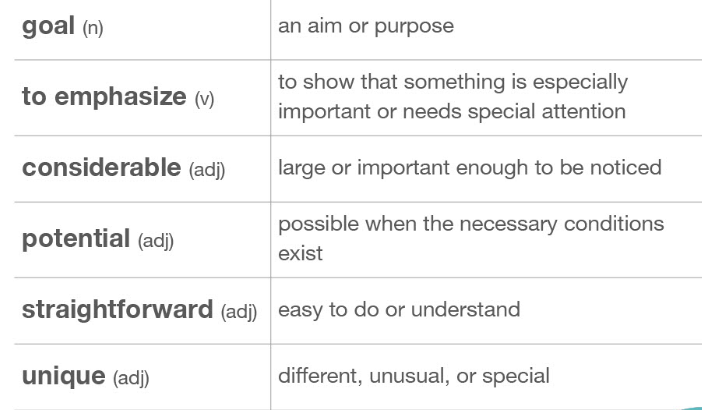 goal (n) an aim or purpose
to emphasize (v) to show that something is especially
important or needs special attention
considerable (adj) large or important enough to be noticed
potential (adj) possible when the necessary conditions
exist
straightforward (adj) easy to do or understand
unique (adj) different, unusual, or special